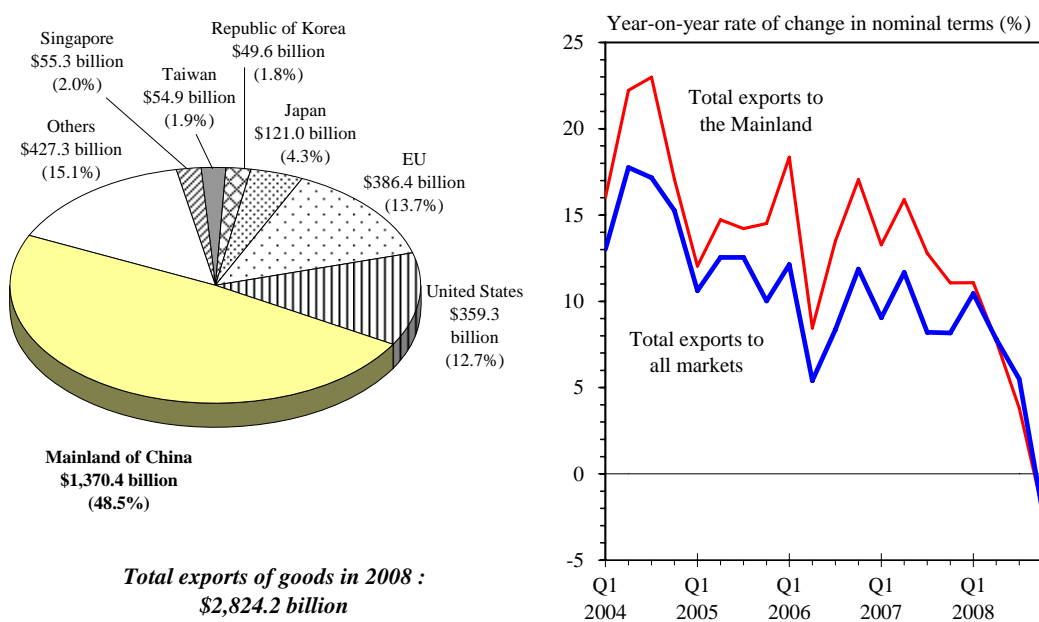 Republic of Korea
$49.6 billion
(1.8%)
Singapore
$55.3 billion
(2.0%)
Taiwan
$54.9 billion
(1.9%)
Japan
$121.0 billion
(4.3%)
Others
$427.3 billion
(15.1%)
EU
$386.4 billion
(13.7%)
United States
$359.3
billion
(12.7%)
Mainland of China
$1,370.4 billion
(48.5%)
Total exports of goods in 2008 :
$2,824.2 billion
Year-on-year rate of change in nominal terms (%)
25
20
15
10
5
0
-5
Total exports to
the Mainland
Total exports to
all markets
Q1 Q1 Q1 Q1 Q1
2004 2005 2006 2007 2008